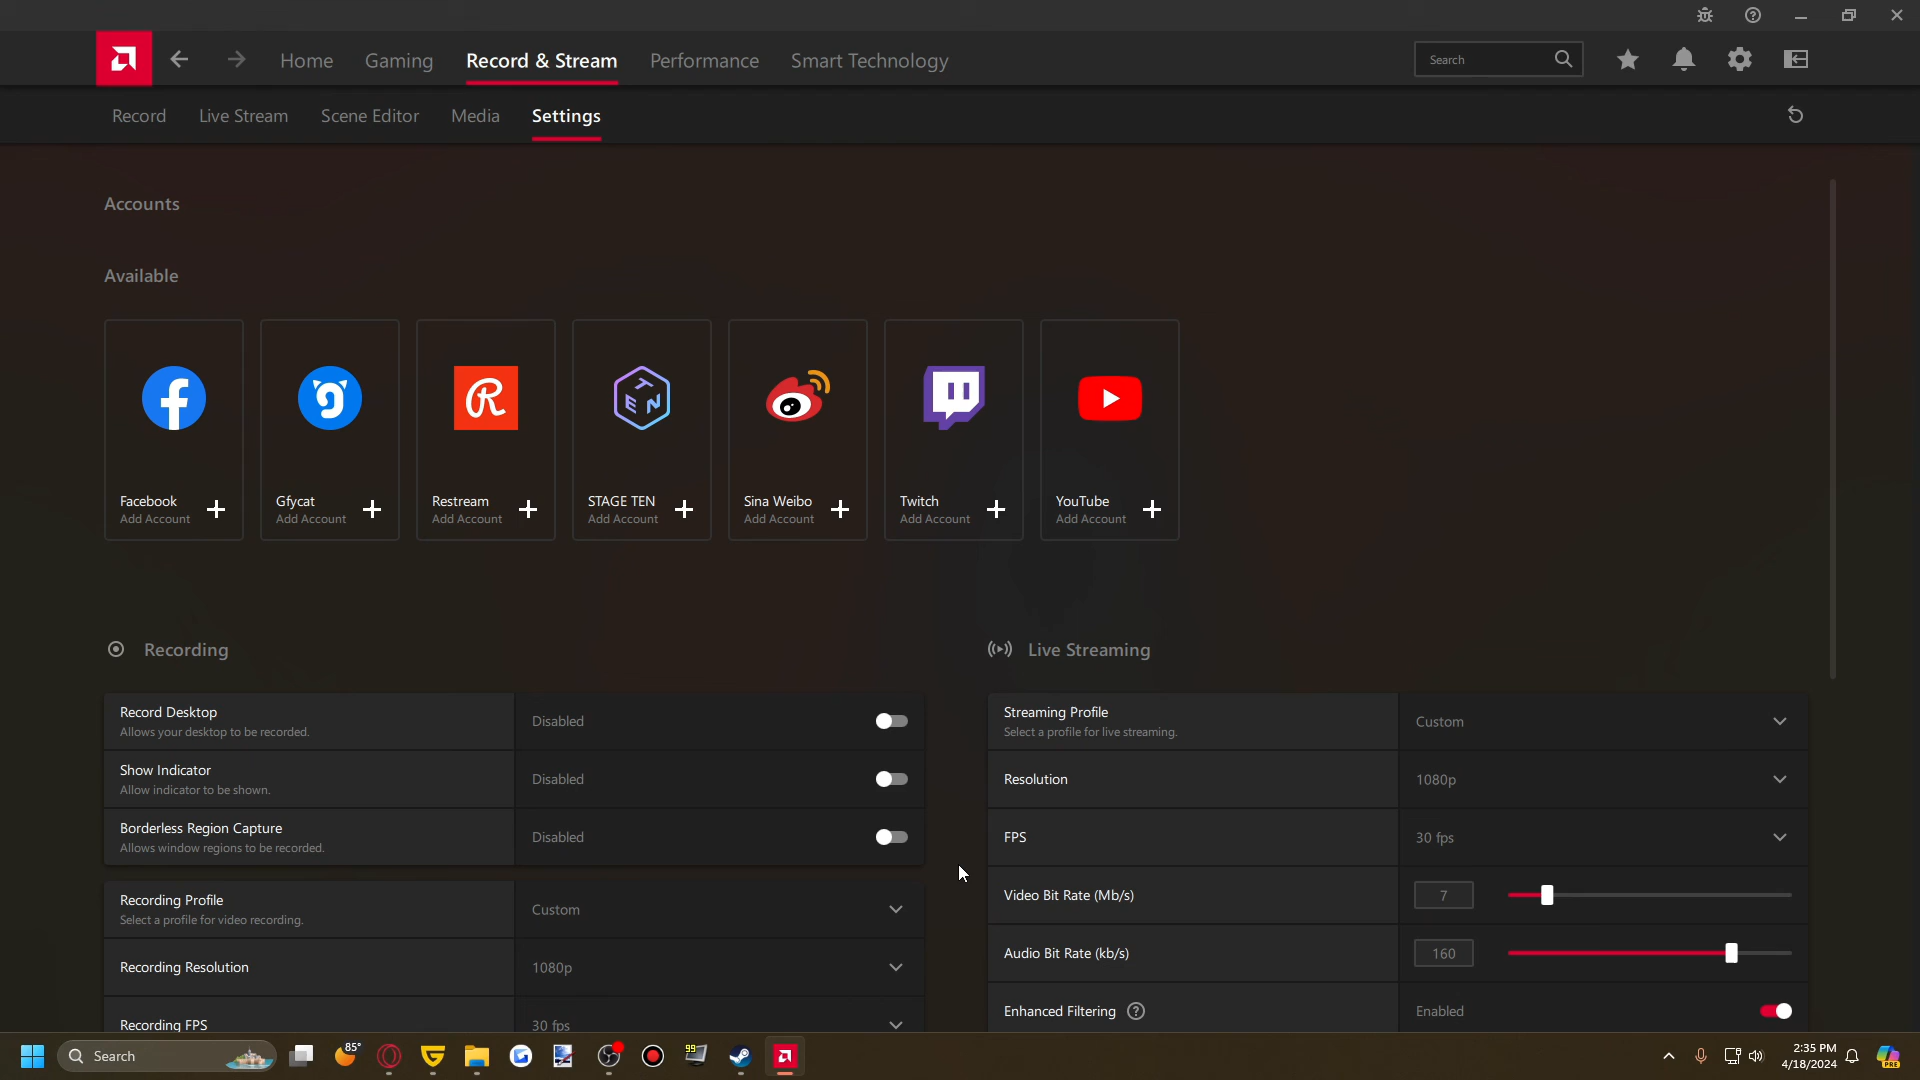 Home Gaming Record & Stream Performance Smart Technology Search
Record Live Stream Scene Editor Media Settings
Accounts
Available
T
E N
Facebook
Add Account
Gfycat
Add Account
Restream
Add Account
STAGE TEN
Add Account
Sina Weibo
Add Account
Twitch
Add Account
YouTube
Add Account
Recording
Record Desktop
Allows your desktop to be recorded.
Disabled
Show Indicator
Allow indicator to be shown.
Disabled
Borderless Region Capture
Allows window regions to be recorded.
Disabled
Recording Profile
Select a profile for video recording.
Custom
Recording Resolution 1080p
Recording FPS 30 fps
Live Streaming
Streaming Profile
Select a profile for live streaming.
Custom
Resolution 1080p
FPS 30 fps
Video Bit Rate (Mb/s) 7
Audio Bit Rate (kb/s) 160
Enhanced Filtering ? Enabled
Search
85°
99
2:35 PM
4/18/2024
PRE